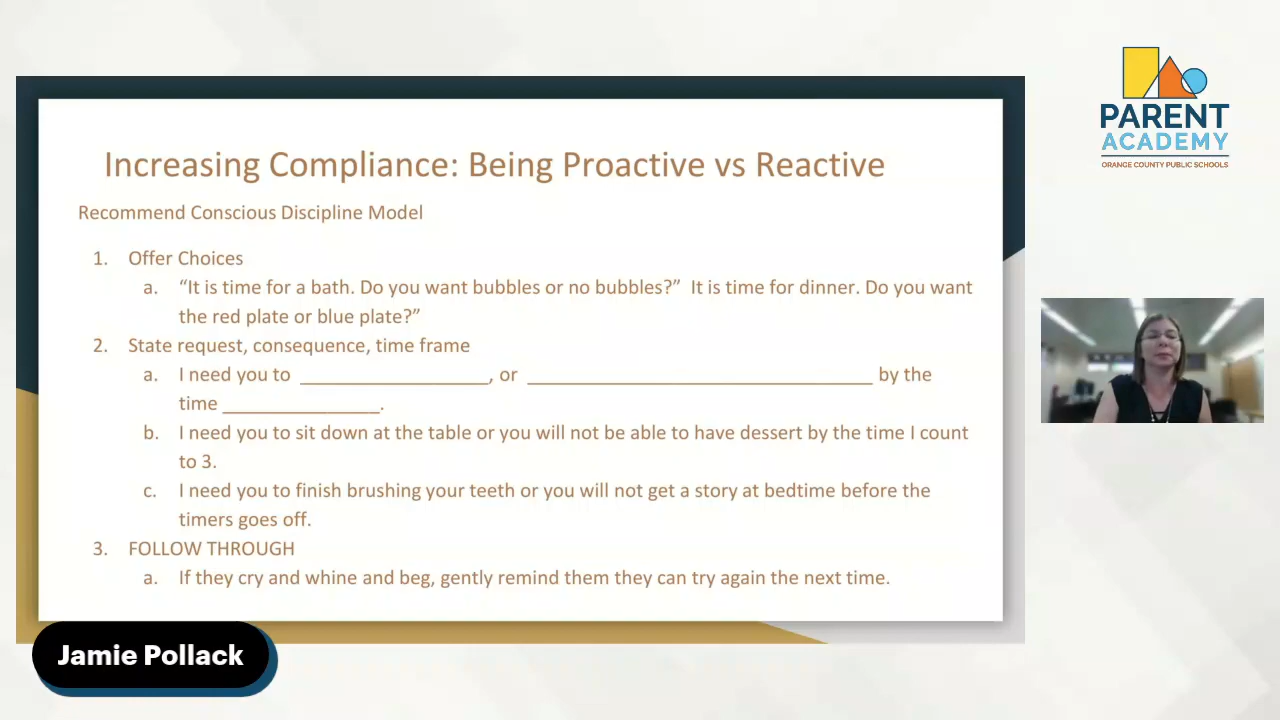 Increasing Compliance: Being Proactive vs Reactive
Recommend Conscious Discipline Model
1. Offer Choices
a. “It is time for a bath. Do you want bubbles or no bubbles?” It is time for dinner. Do you want
the red plate or blue plate?”
2. State request, consequence, time frame
a. I need you to __________________, or _________________________________ by the
time _______________.
b. I need you to sit down at the table or you will not be able to have dessert by the time I count
to 3.
c. I need you to finish brushing your teeth or you will not get a story at bedtime before the
timers goes off.
3. FOLLOW THROUGH
a. If they cry and whine and beg, gently remind them they can try again the next time.
PARENT
ACADEMY
ORANGE COUNTY PUBLIC SCHOOLS
Jamie Pollack